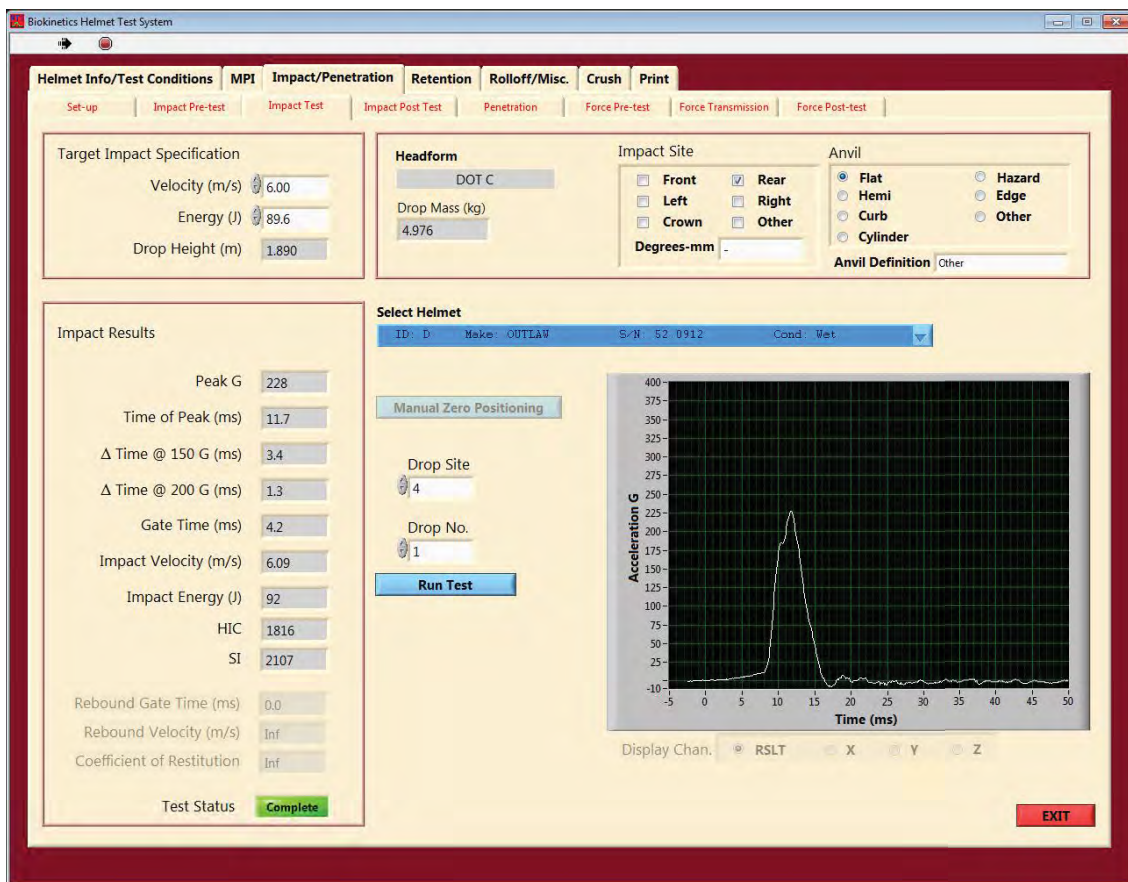 Biokinetics Helmet Test System
Helmet Info/Test Conditions MPI Impact/Penetration Retention Rolloff/Misc. Crush Print
Set-up Impact Pre-test Impact Test Impact Post Test Penetration Force Pre-test Force Transmission Force Post-test
Target Impact Specification
Velocity (m/s) 6.00
Energy (J) 89.6
Drop Height (m) 1.890
Headform
DOT C
Drop Mass (kg)
4.976
Impact Site
Front Rear
Left Right
Crown Other
Degrees-mm -
Anvil
Flat Hazard
Hemi Edge
Curb Other
Cylinder
Anvil Definition Other
Impact Results
Peak G 228
Time of Peak (ms) 11.7
Δ Time @ 150 G (ms) 3.4
Δ Time @ 200 G (ms) 1.3
Gate Time (ms) 4.2
Impact Velocity (m/s) 6.09
Impact Energy (J) 92
HIC 1816
SI 2107
Rebound Gate Time (ms) 0.0
Rebound Velocity (m/s) Inf
Coefficient of Restitution Inf
Test Status Complete
Select Helmet
ID: D Make: OUTLAW S/N 52 0912 Cond: Wet
Manual Zero Positioning
Drop Site
4
Drop No.
1
Run Test
Acceleration G
400
375
350
325
300
275
250
225
200
175
150
125
100
75
50
25
-10
-5 0 5 10 15 20 25 30 35 40 45 50
Time (ms)
Display Chan. RSLT X Y Z
EXIT